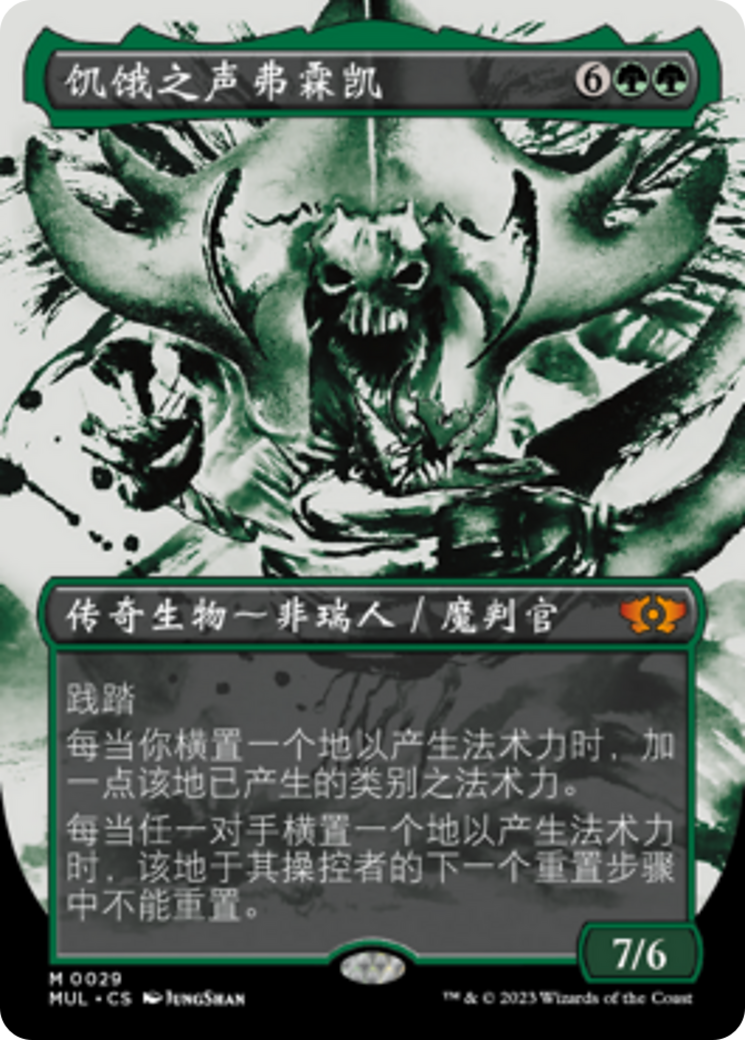 饥饿之声弗霖凯 6
传奇生物～非瑞人 / 魔判官
践踏
每当你横置一个地以产生法术力时，加
一点该地已产生的类别之法术力。
每当任一对手横置一个地以产生法术力
时，该地于其操控者的下一个重置步骤
中不能重置。
7/6
M 0029
MUL • CS JUNGSHAN
™ & © 2023 Wizards of the Coast